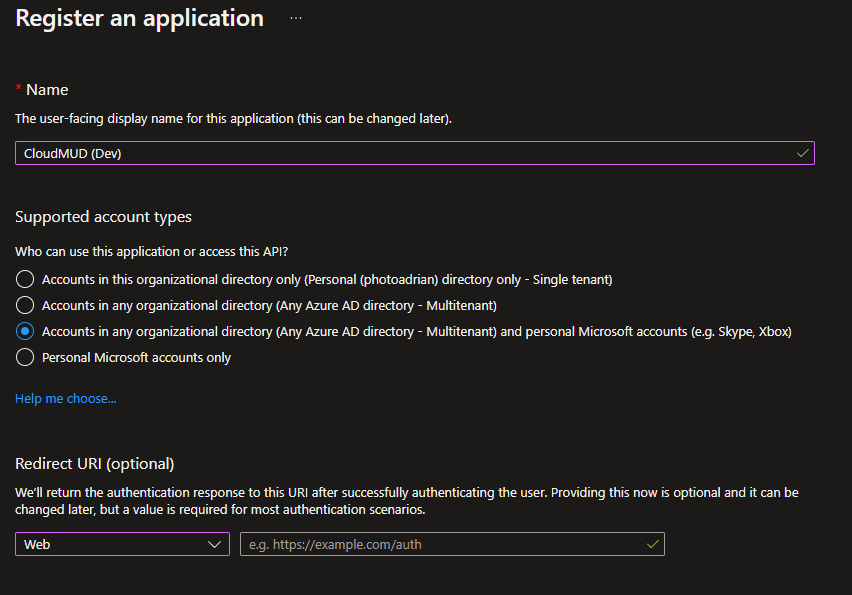 Register an application ...
* Name
The user-facing display name for this application (this can be changed later).
CloudMUD (Dev)
Supported account types
Who can use this application or access this API?
Accounts in this organizational directory only (Personal (photoadrian) directory only - Single tenant)
Accounts in any organizational directory (Any Azure AD directory - Multitenant)
Accounts in any organizational directory (Any Azure AD directory - Multitenant) and personal Microsoft accounts (e.g. Skype, Xbox)
Personal Microsoft accounts only
Help me choose...
Redirect URI (optional)
We'll return the authentication response to this URI after successfully authenticating the user. Providing this now is optional and it can be
changed later, but a value is required for most authentication scenarios.
Web
e.g. https://example.com/auth